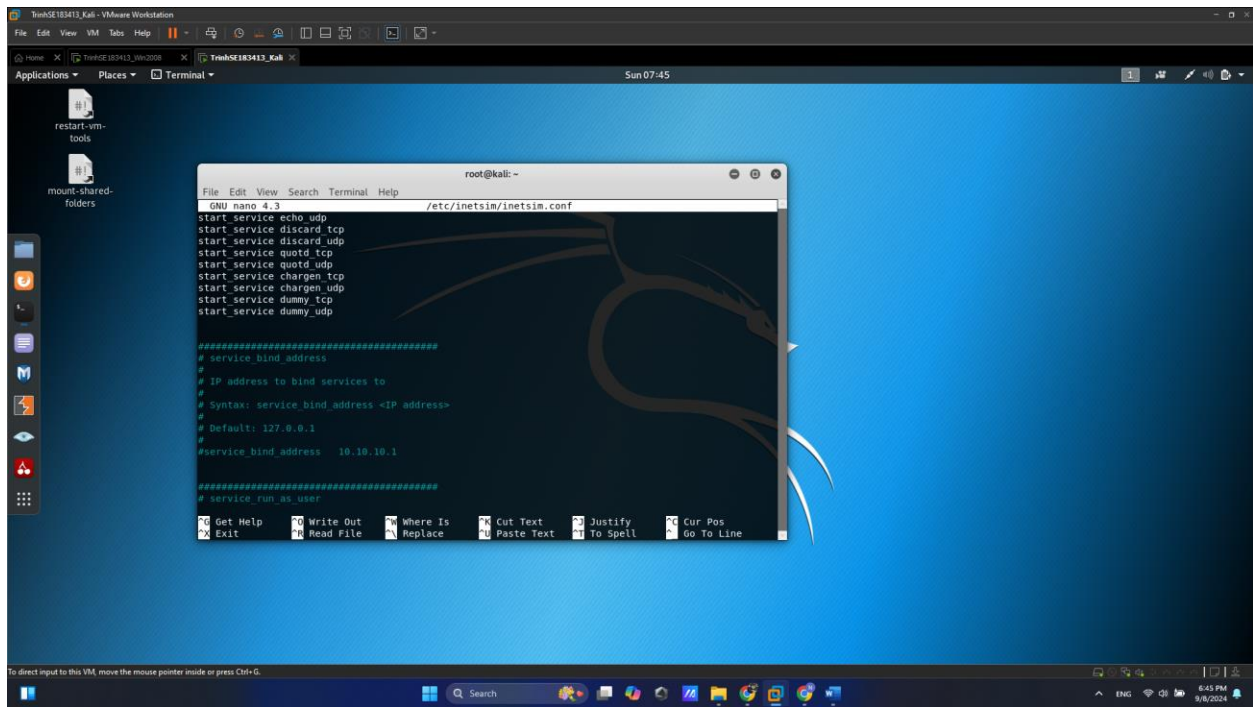 TrinhSE183413_Kali - VMware Workstation
File Edit View VM Tabs Help
Home TrinhSE183413_Win2008 TrinhSE183413_Kali
Applications Places Terminal Sun 07:45 1
restart-vm-
tools
mount-shared-
folders
root@kali: ~
File Edit View Search Terminal Help
GNU nano 4.3 /etc/inetsim/inetsim.conf
start_service echo_udp
start_service discard_tcp
start_service discard_udp
start_service quotd_tcp
start_service quotd_udp
start_service chargen_tcp
start_service chargen_udp
start_service dummy_tcp
start_service dummy_udp
#########################################
# service_bind_address
#
# IP address to bind services to
#
# Syntax: service_bind_address <IP address>
#
# Default: 127.0.0.1
#
#service_bind_address 10.10.10.1
#########################################
# service_run_as_user
^G Get Help ^O Write Out ^W Where Is ^K Cut Text ^J Justify ^C Cur Pos
^X Exit ^R Read File ^\ Replace ^U Paste Text ^T To Spell ^_ Go To Line
To direct input to this VM, move the mouse pointer inside or press Ctrl+G.
Search ENG 6:45 PM
9/8/2024